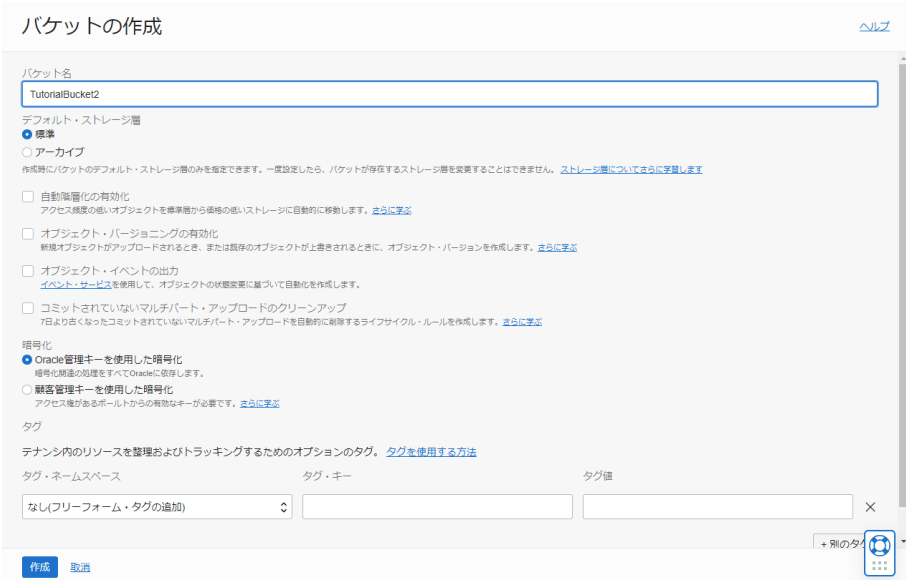 バケットの作成
ヘルプ
バケット名
TutorialBucket2
デフォルト・ストレージ層
標準
アーカイブ
作成時にバケットのデフォルト・ストレージ層のみを指定できます。一度設定したら、バケットが存在するストレージ層を変更することはできません。 ストレージ層についてさらに学習します
自動階層化の有効化
アクセス頻度の低いオブジェクトを標準層から価格の低いストレージに自動的に移動します。さらに学ぶ
オブジェクト・バージョニングの有効化
新規オブジェクトがアップロードされるとき、または既存のオブジェクトが上書きされるときに、オブジェクト・バージョンを作成します。さらに学ぶ
オブジェクト・イベントの出力
イベント・サービスを使用して、オブジェクトの状態変更に基づいて自動化を作成します。
コミットされていないマルチパート・アップロードのクリーンアップ
7日より古くなったコミットされていないマルチパート・アップロードを自動的に削除するライフサイクル・ルールを作成します。さらに学ぶ
暗号化
Oracle管理キーを使用した暗号化
暗号化関連の処理をすべてOracleに依存します。
顧客管理キーを使用した暗号化
アクセス権があるボールトからの有効なキーが必要です。さらに学ぶ
タグ
テナンシ内のリソースを整理およびトラッキングするためのオプションのタグ。 タグを使用する方法
タグ・ネームスペース タグ・キー タグ値
なし(フリーフォーム・タグの追加)
+ 別のタグ
作成 取消